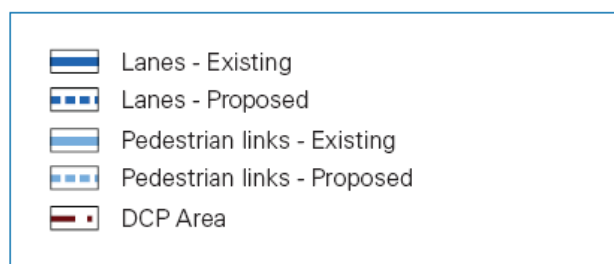 Lanes - Existing
Lanes - Proposed
Pedestrian links - Existing
Pedestrian links - Proposed
DCP Area